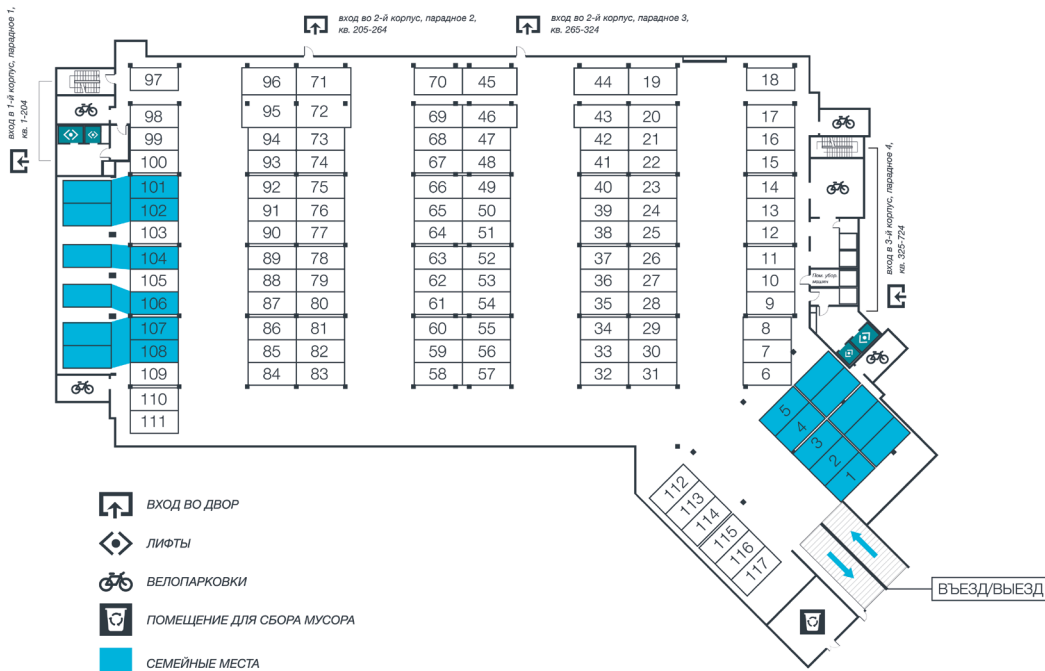 вход во 2-й корпус, парадное 2,
кв. 205-264
вход во 2-й корпус, парадное 3,
кв. 265-324
вход в 1-й корпус, парадное 1,
кв. 1-204
97 96 71 70 45 44 19 18
98 95 72 69 46 43 20 17
99 94 73 68 47 42 21 16
100 93 74 67 48 41 22 15
101 92 75 66 49 40 23 14
102 91 76 65 50 39 24 13
103 90 77 64 51 38 25 12
104 89 78 63 52 37 26 11
105 88 79 62 53 36 27 10
106 87 80 61 54 35 28 9
107 86 81 60 55 34 29 8
108 85 82 59 56 33 30 7
109 84 83 58 57 32 31 6
110
111
вход в 3-й корпус, парадное 4,
кв. 325-724
Пом. убор.
машин
5
4
3
2
1
112
113
114
115
116
117
ВХОД ВО ДВОР
ЛИФТЫ
ВЕЛОПАРКОВКИ
ПОМЕЩЕНИЕ ДЛЯ СБОРА МУСОРА
СЕМЕЙНЫЕ МЕСТА
ВЪЕЗД/ВЫЕЗД